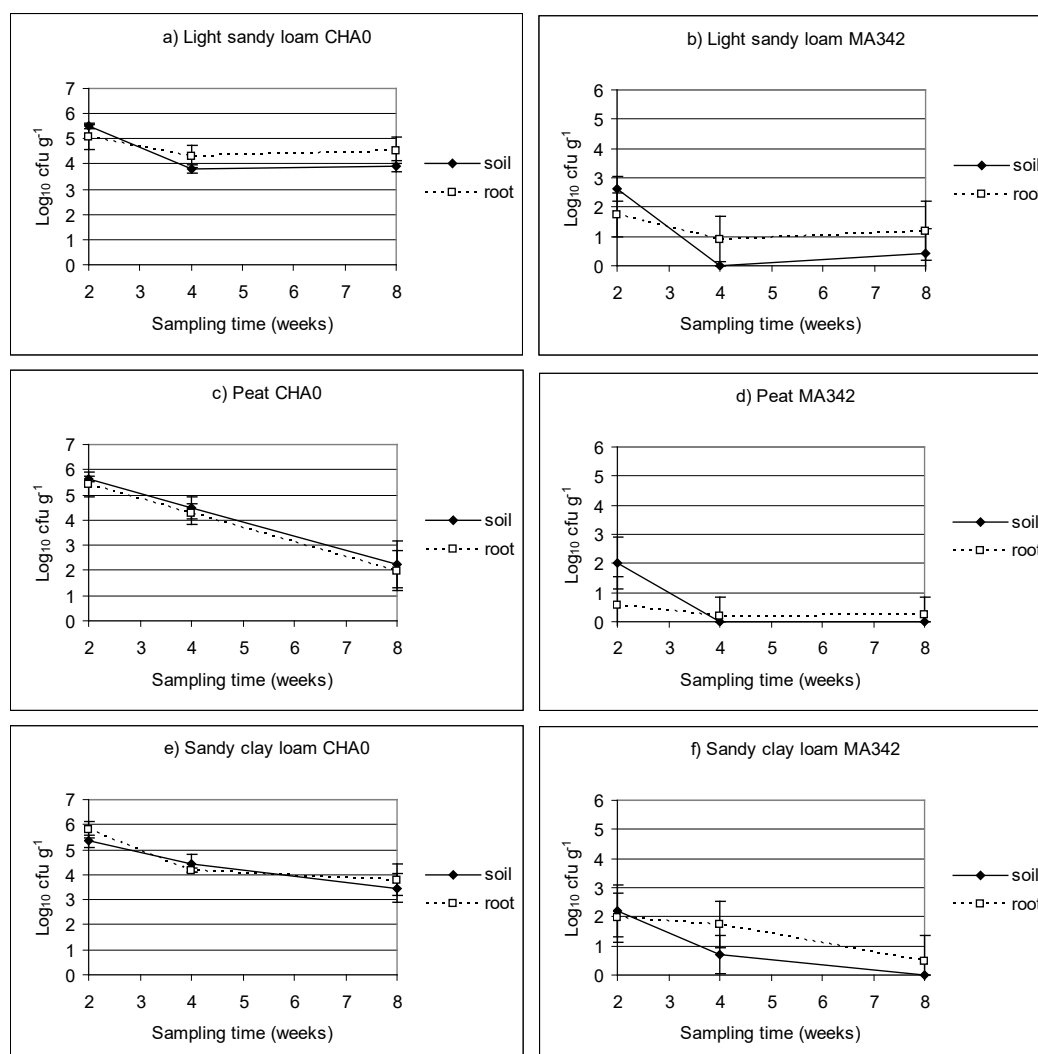 a) Light sandy loam CHA0
7
6
5
4
3
2
1
0
Log₁₀ cfu g⁻¹
2 3 4 5 6 7 8
Sampling time (weeks)
soil
root
b) Light sandy loam MA342
6
5
4
3
2
1
0
Log₁₀ cfu g⁻¹
2 3 4 5 6 7 8
Sampling time (weeks)
soil
root
c) Peat CHA0
7
6
5
4
3
2
1
0
Log₁₀ cfu g⁻¹
2 3 4 5 6 7 8
Sampling time (weeks)
soil
root
d) Peat MA342
6
5
4
3
2
1
0
Log₁₀ cfu g⁻¹
2 3 4 5 6 7 8
Sampling time (weeks)
soil
root
e) Sandy clay loam CHA0
7
6
5
4
3
2
1
0
Log₁₀ cfu g⁻¹
2 3 4 5 6 7 8
Sampling time (weeks)
soil
root
f) Sandy clay loam MA342
6
5
4
3
2
1
0
Log₁₀ cfu g⁻¹
2 3 4 5 6 7 8
Sampling time (weeks)
soil
root